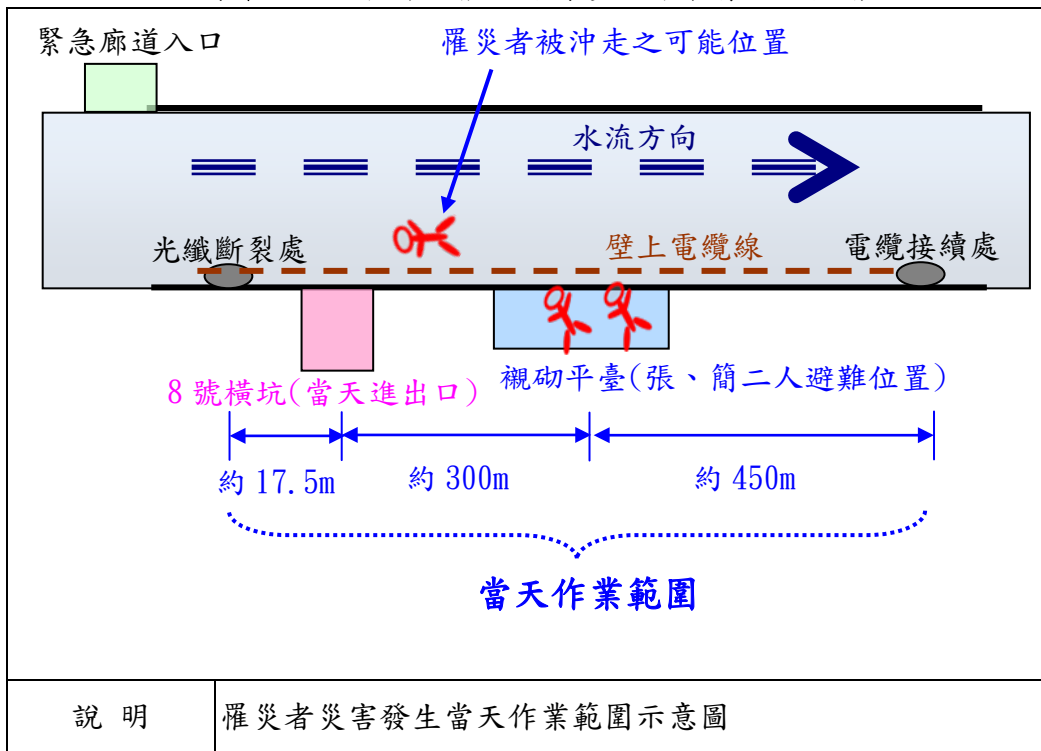 緊急廊道入口
罹災者被沖走之可能位置
水流方向
光纖斷裂處
壁上電纜線
電纜接續處
8號橫坑(當天進出口)
襯砌平臺(張、簡二人避難位置)
約 17.5m
約 300m
約 450m
當天作業範圍
說 明
罹災者災害發生當天作業範圍示意圖